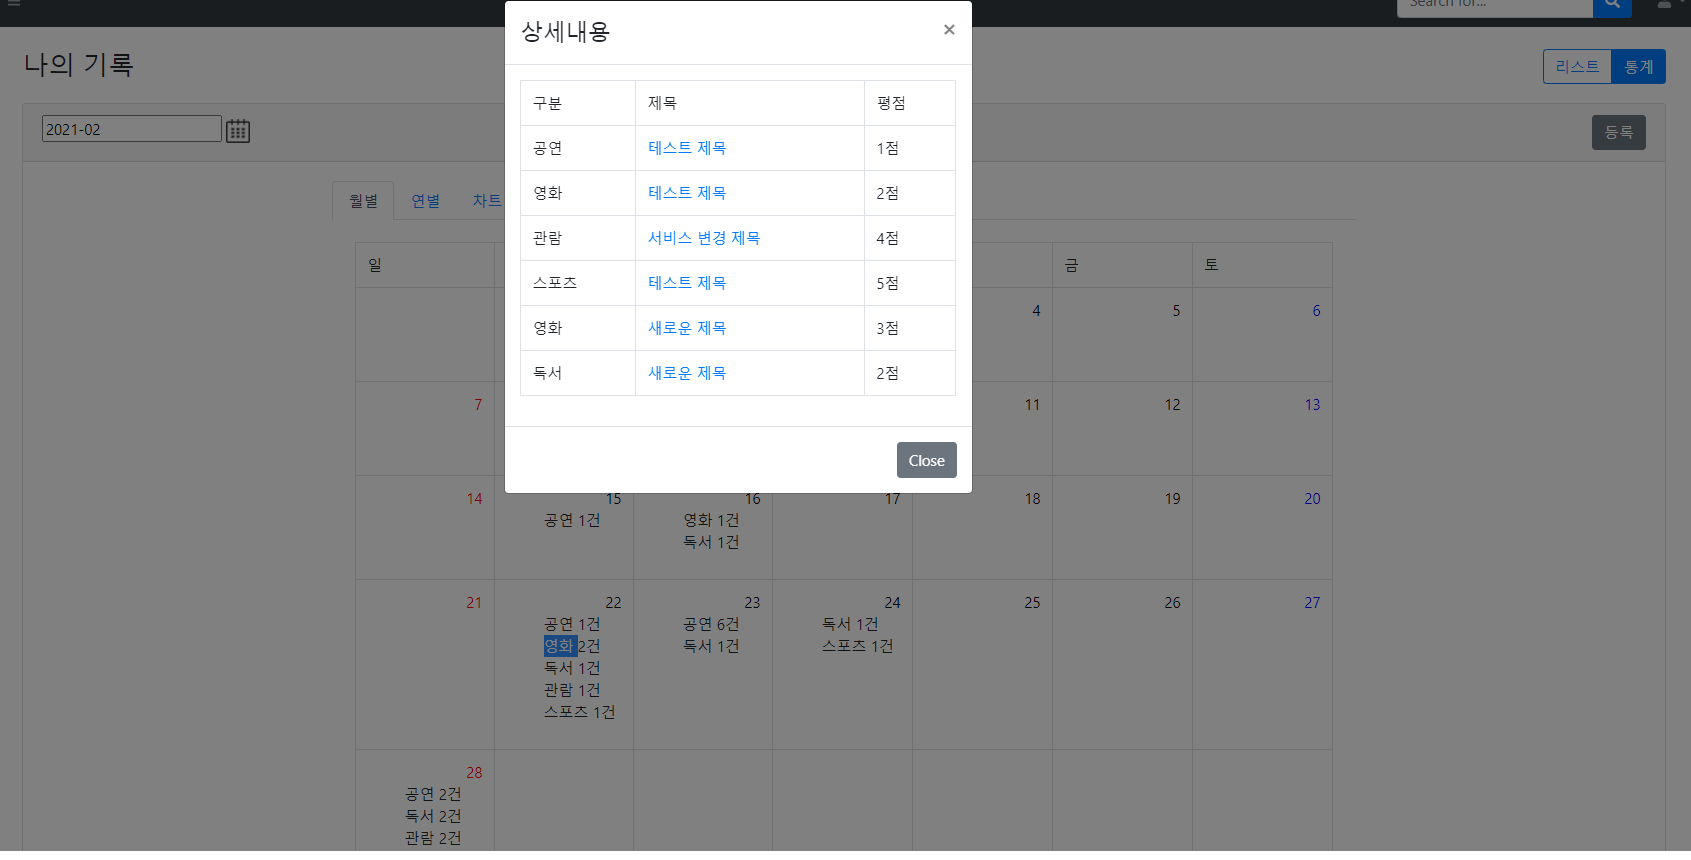 Search for...
나의 기록
리스트 통계
2021-02
등록
월별 연별 차트
상세내용 ×
구분 제목 평점
공연 테스트 제목 1점
영화 테스트 제목 2점
관람 서비스 변경 제목 4점
스포츠 테스트 제목 5점
영화 새로운 제목 3점
독서 새로운 제목 2점
Close
일 금 토
4 5 6
7 11 12 13
14 15 16 17 18 19 20
공연 1건 영화 1건
독서 1건
21 22 23 24 25 26 27
공연 1건 공연 6건 독서 1건
영화 2건 독서 1건 스포츠 1건
독서 1건
관람 1건
스포츠 1건
28
공연 2건
독서 2건
관람 2건